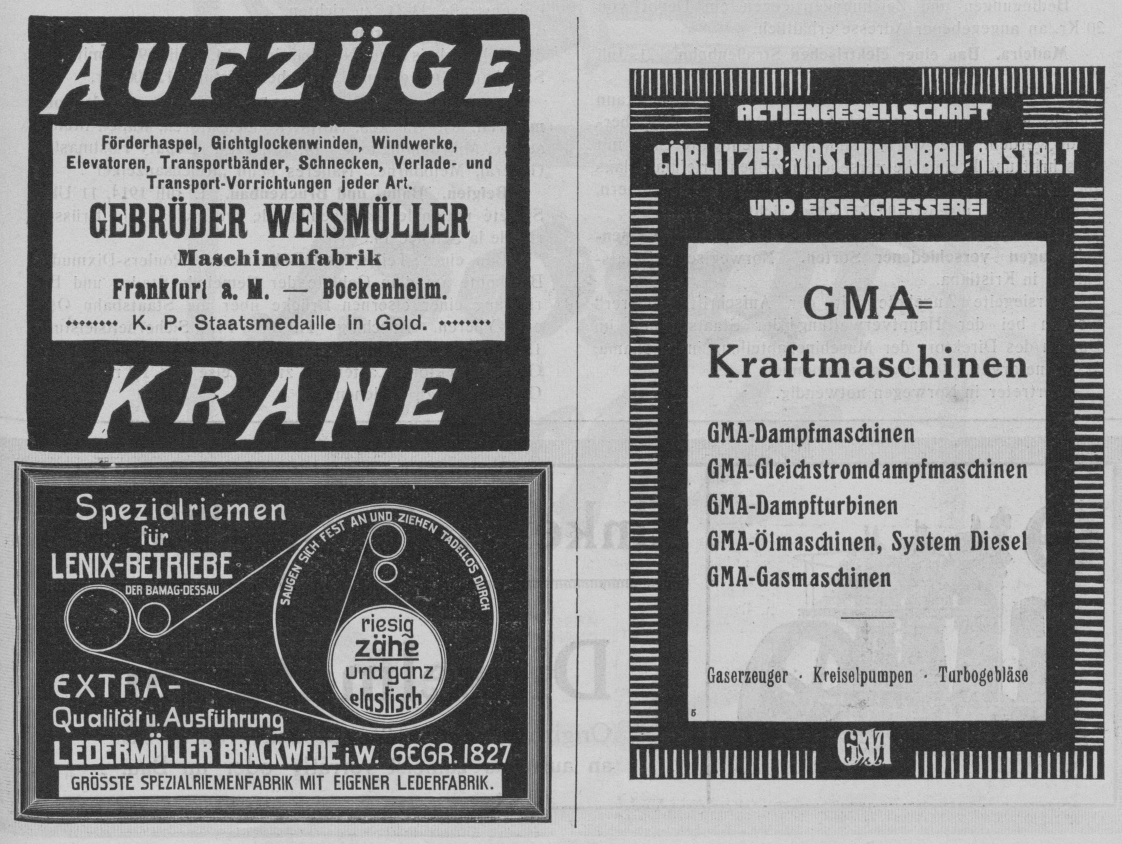 AUFZÜGE
Förderhaspel, Gichtglockenwinden, Windwerke,
Elevatoren, Transportbänder, Schnecken, Verlade- und
Transport-Vorrichtungen jeder Art.
GEBRÜDER WEISMÜLLER
Maschinenfabrik
Frankfurt a. M. — Bockenheim.
......... K. P. Staatsmedaille In Gold. .........
KRANE
Spezialriemen
für
LENIX-BETRIEBE
DER BAMAG-DESSAU
SAUGEN SICH FEST AN UND ZIEHEN TADELLOS DURCH
riesig
zähe
und ganz
elastisch
EXTRA-
Qualität u. Ausführung
LEDERMÖLLER BRACKWEDE i.W. GEGR. 1827
GRÖSSTE SPEZIALRIEMENFABRIK MIT EIGENER LEDERFABRIK.
ACTIENGESELLSCHAFT
GÖRLITZER=MASCHINENBAU=ANSTALT
UND EISENGIESSEREI
GMA=
Kraftmaschinen
GMA-Dampfmaschinen
GMA-Gleichstromdampfmaschinen
GMA-Dampfturbinen
GMA-Ölmaschinen, System Diesel
GMA-Gasmaschinen
Gaserzeuger · Kreiselpumpen · Turbogebläse
5
GMA